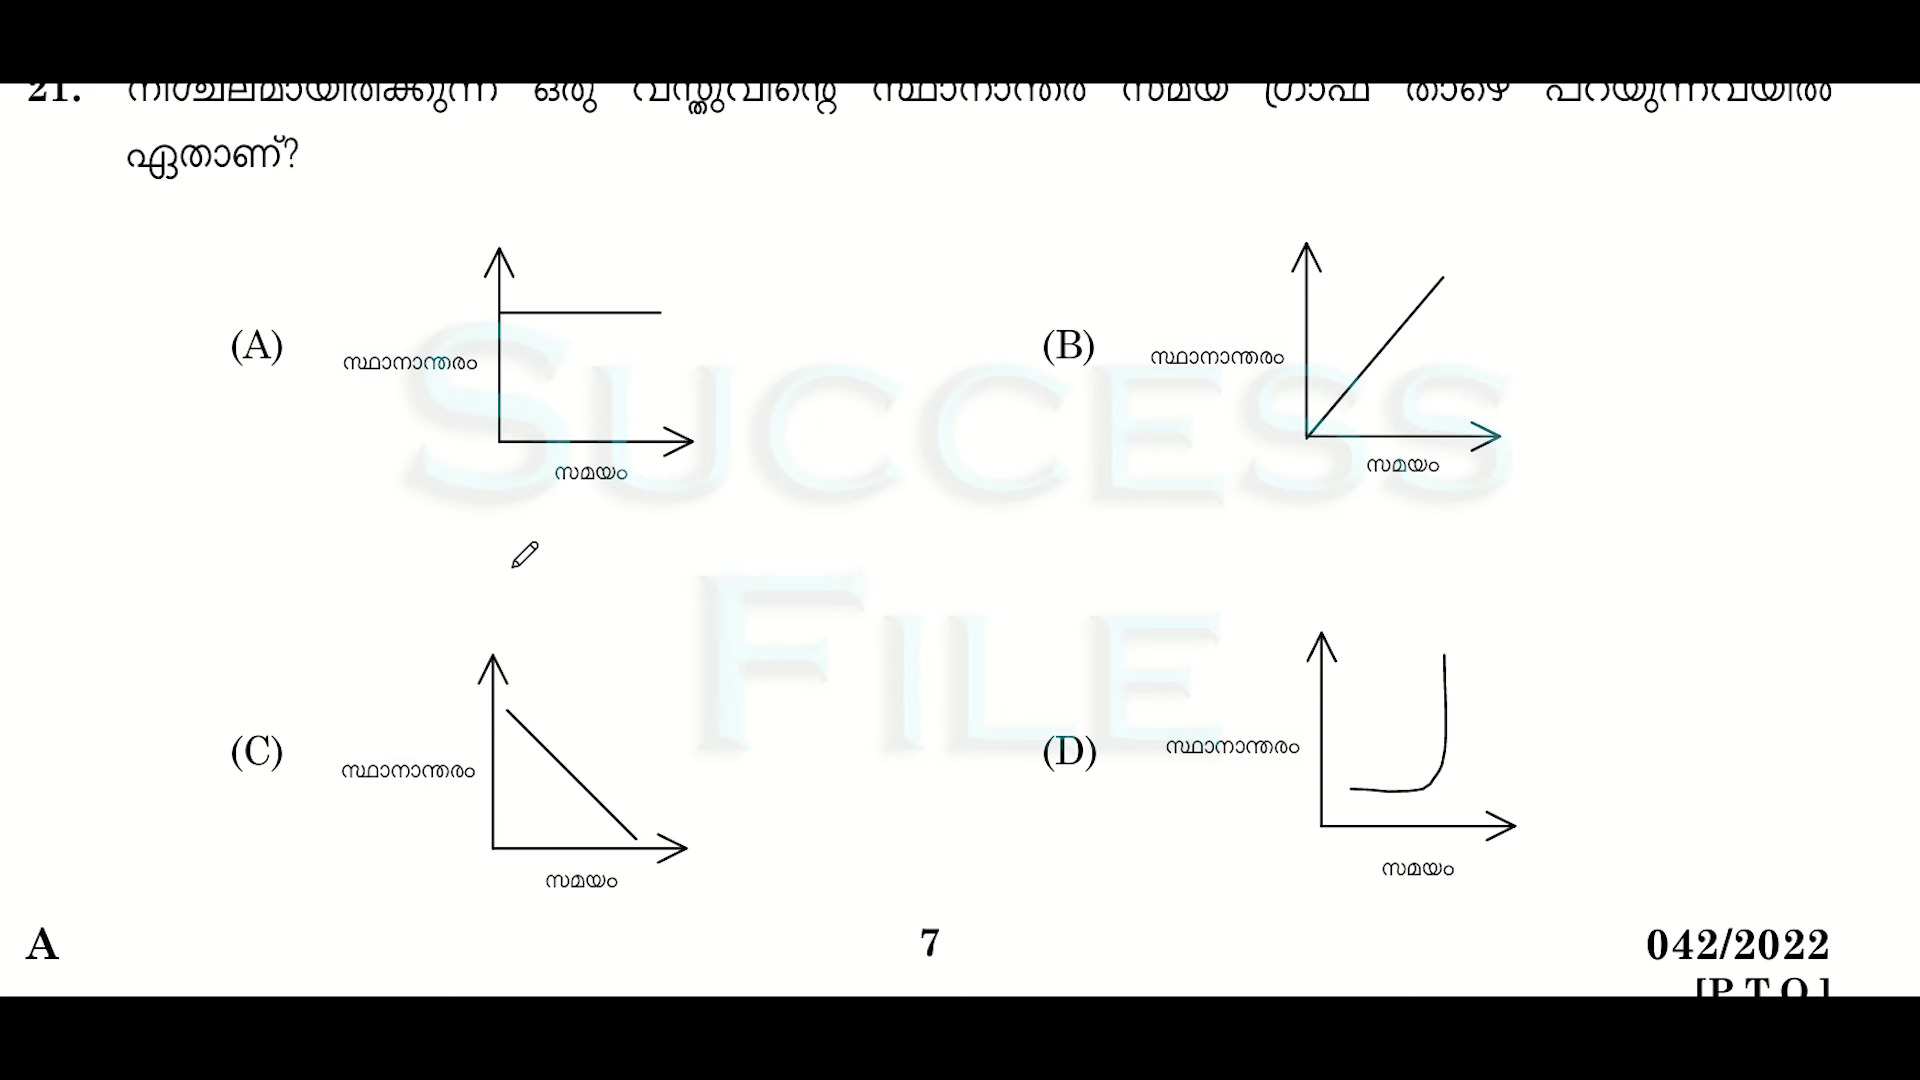 21. നിശ്ചലമായിരിക്കുന്ന ഒരു വസ്തുവിന്റെ സ്ഥാനാന്തര സമയ ഗ്രാഫ് താഴെ പറയുന്നവയിൽ
ഏതാണ്?
(A) സ്ഥാനാന്തരം
സമയം
(B) സ്ഥാനാന്തരം
സമയം
SUCCESS
FILE
(C) സ്ഥാനാന്തരം
സമയം
(D) സ്ഥാനാന്തരം
സമയം
A 7 042/2022
[P.T.O.]